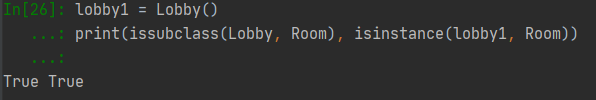 In[26]: lobby1 = Lobby()
   ...: print(issubclass(Lobby, Room), isinstance(lobby1, Room))
   ...:
True True